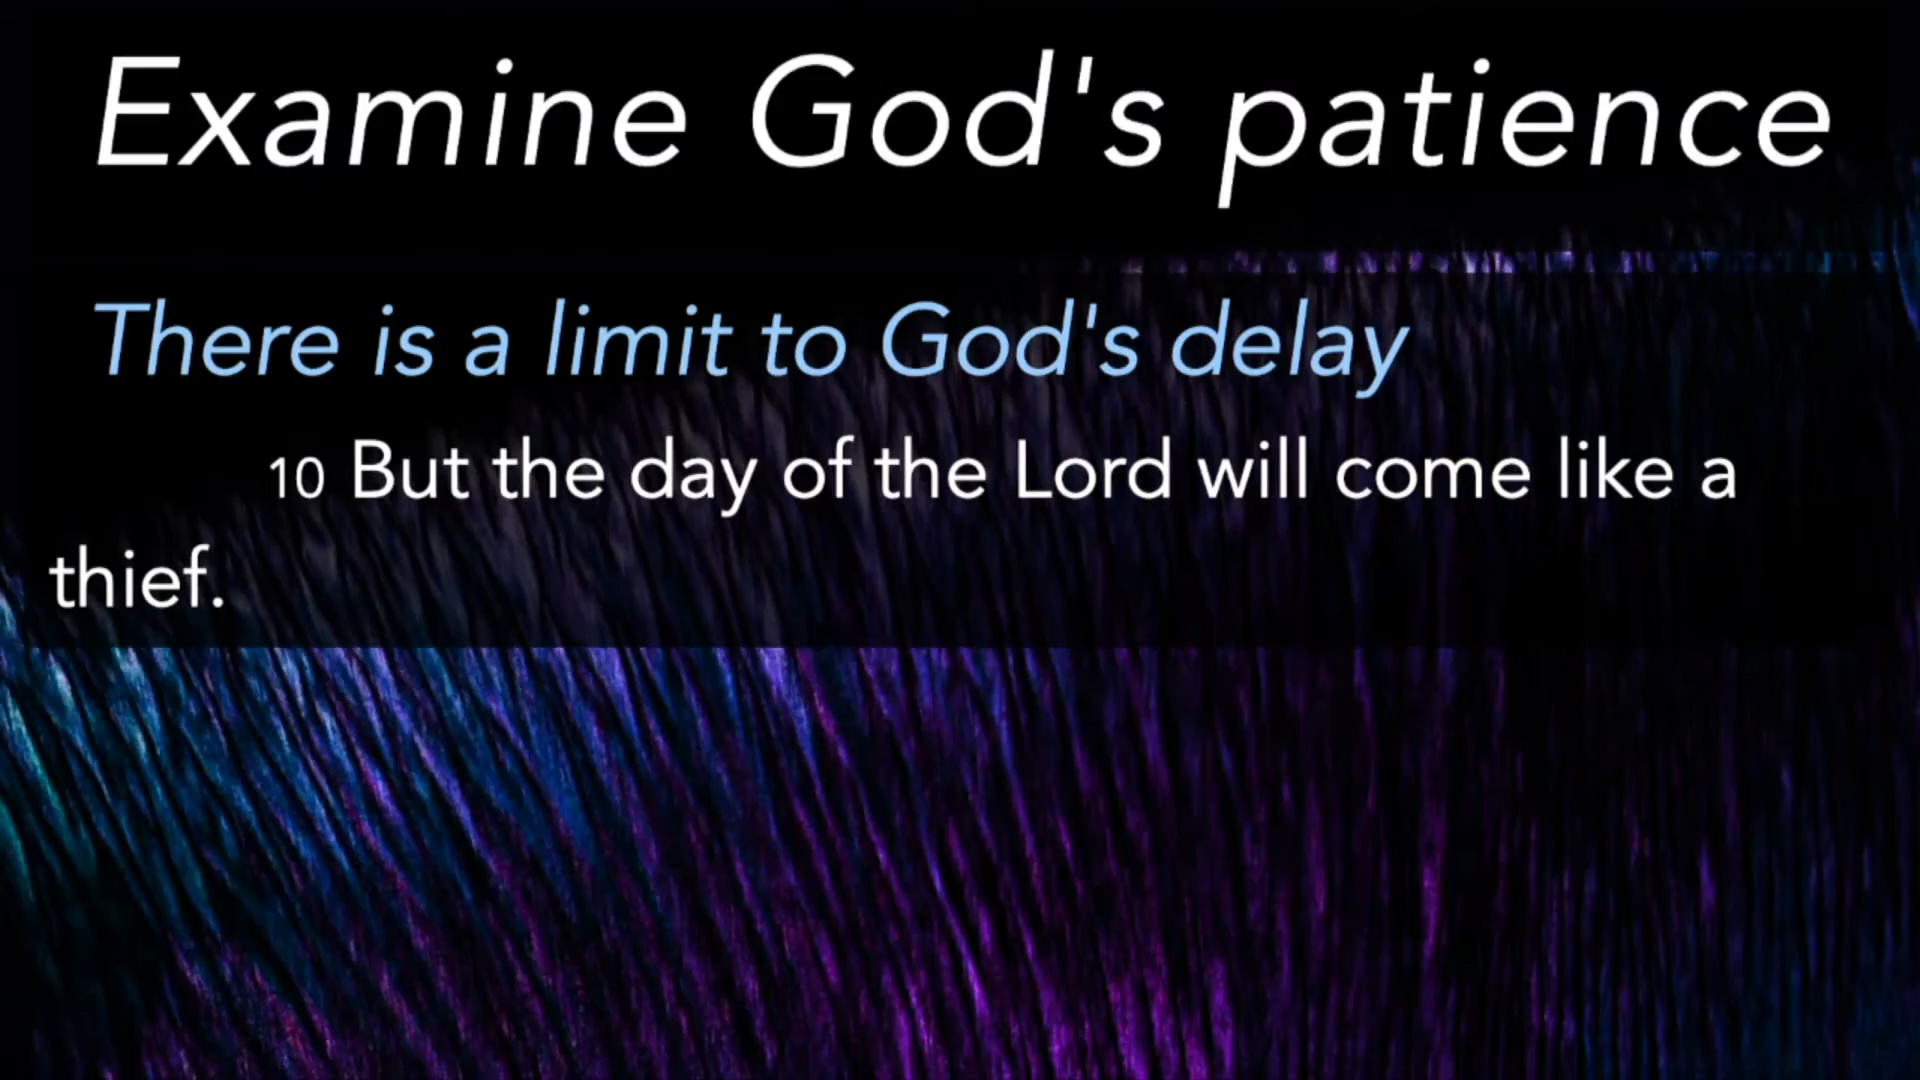 Examine God's patience
There is a limit to God's delay
10 But the day of the Lord will come like a
thief.